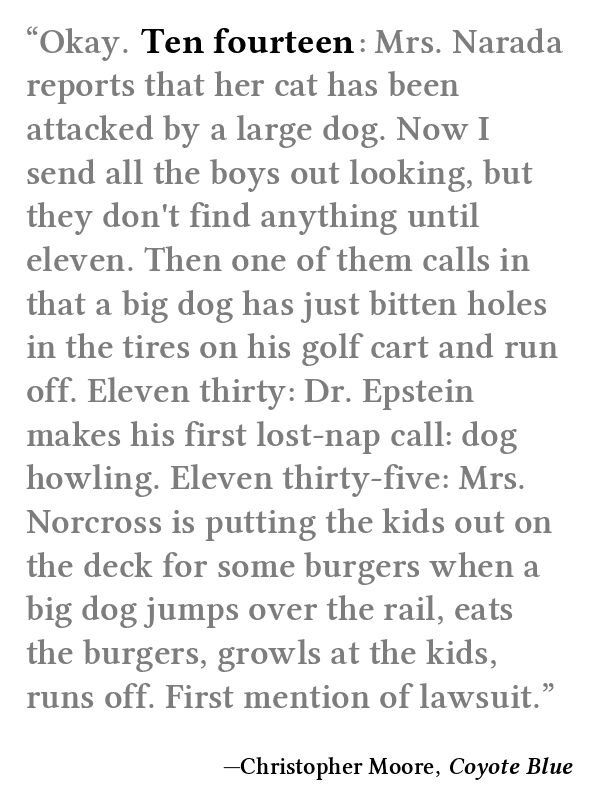 “Okay. Ten fourteen: Mrs. Narada
reports that her cat has been
attacked by a large dog. Now I
send all the boys out looking, but
they don't find anything until
eleven. Then one of them calls in
that a big dog has just bitten holes
in the tires on his golf cart and run
off. Eleven thirty: Dr. Epstein
makes his first lost-nap call: dog
howling. Eleven thirty-five: Mrs.
Norcross is putting the kids out on
the deck for some burgers when a
big dog jumps over the rail, eats
the burgers, growls at the kids,
runs off. First mention of lawsuit.”
—Christopher Moore, Coyote Blue